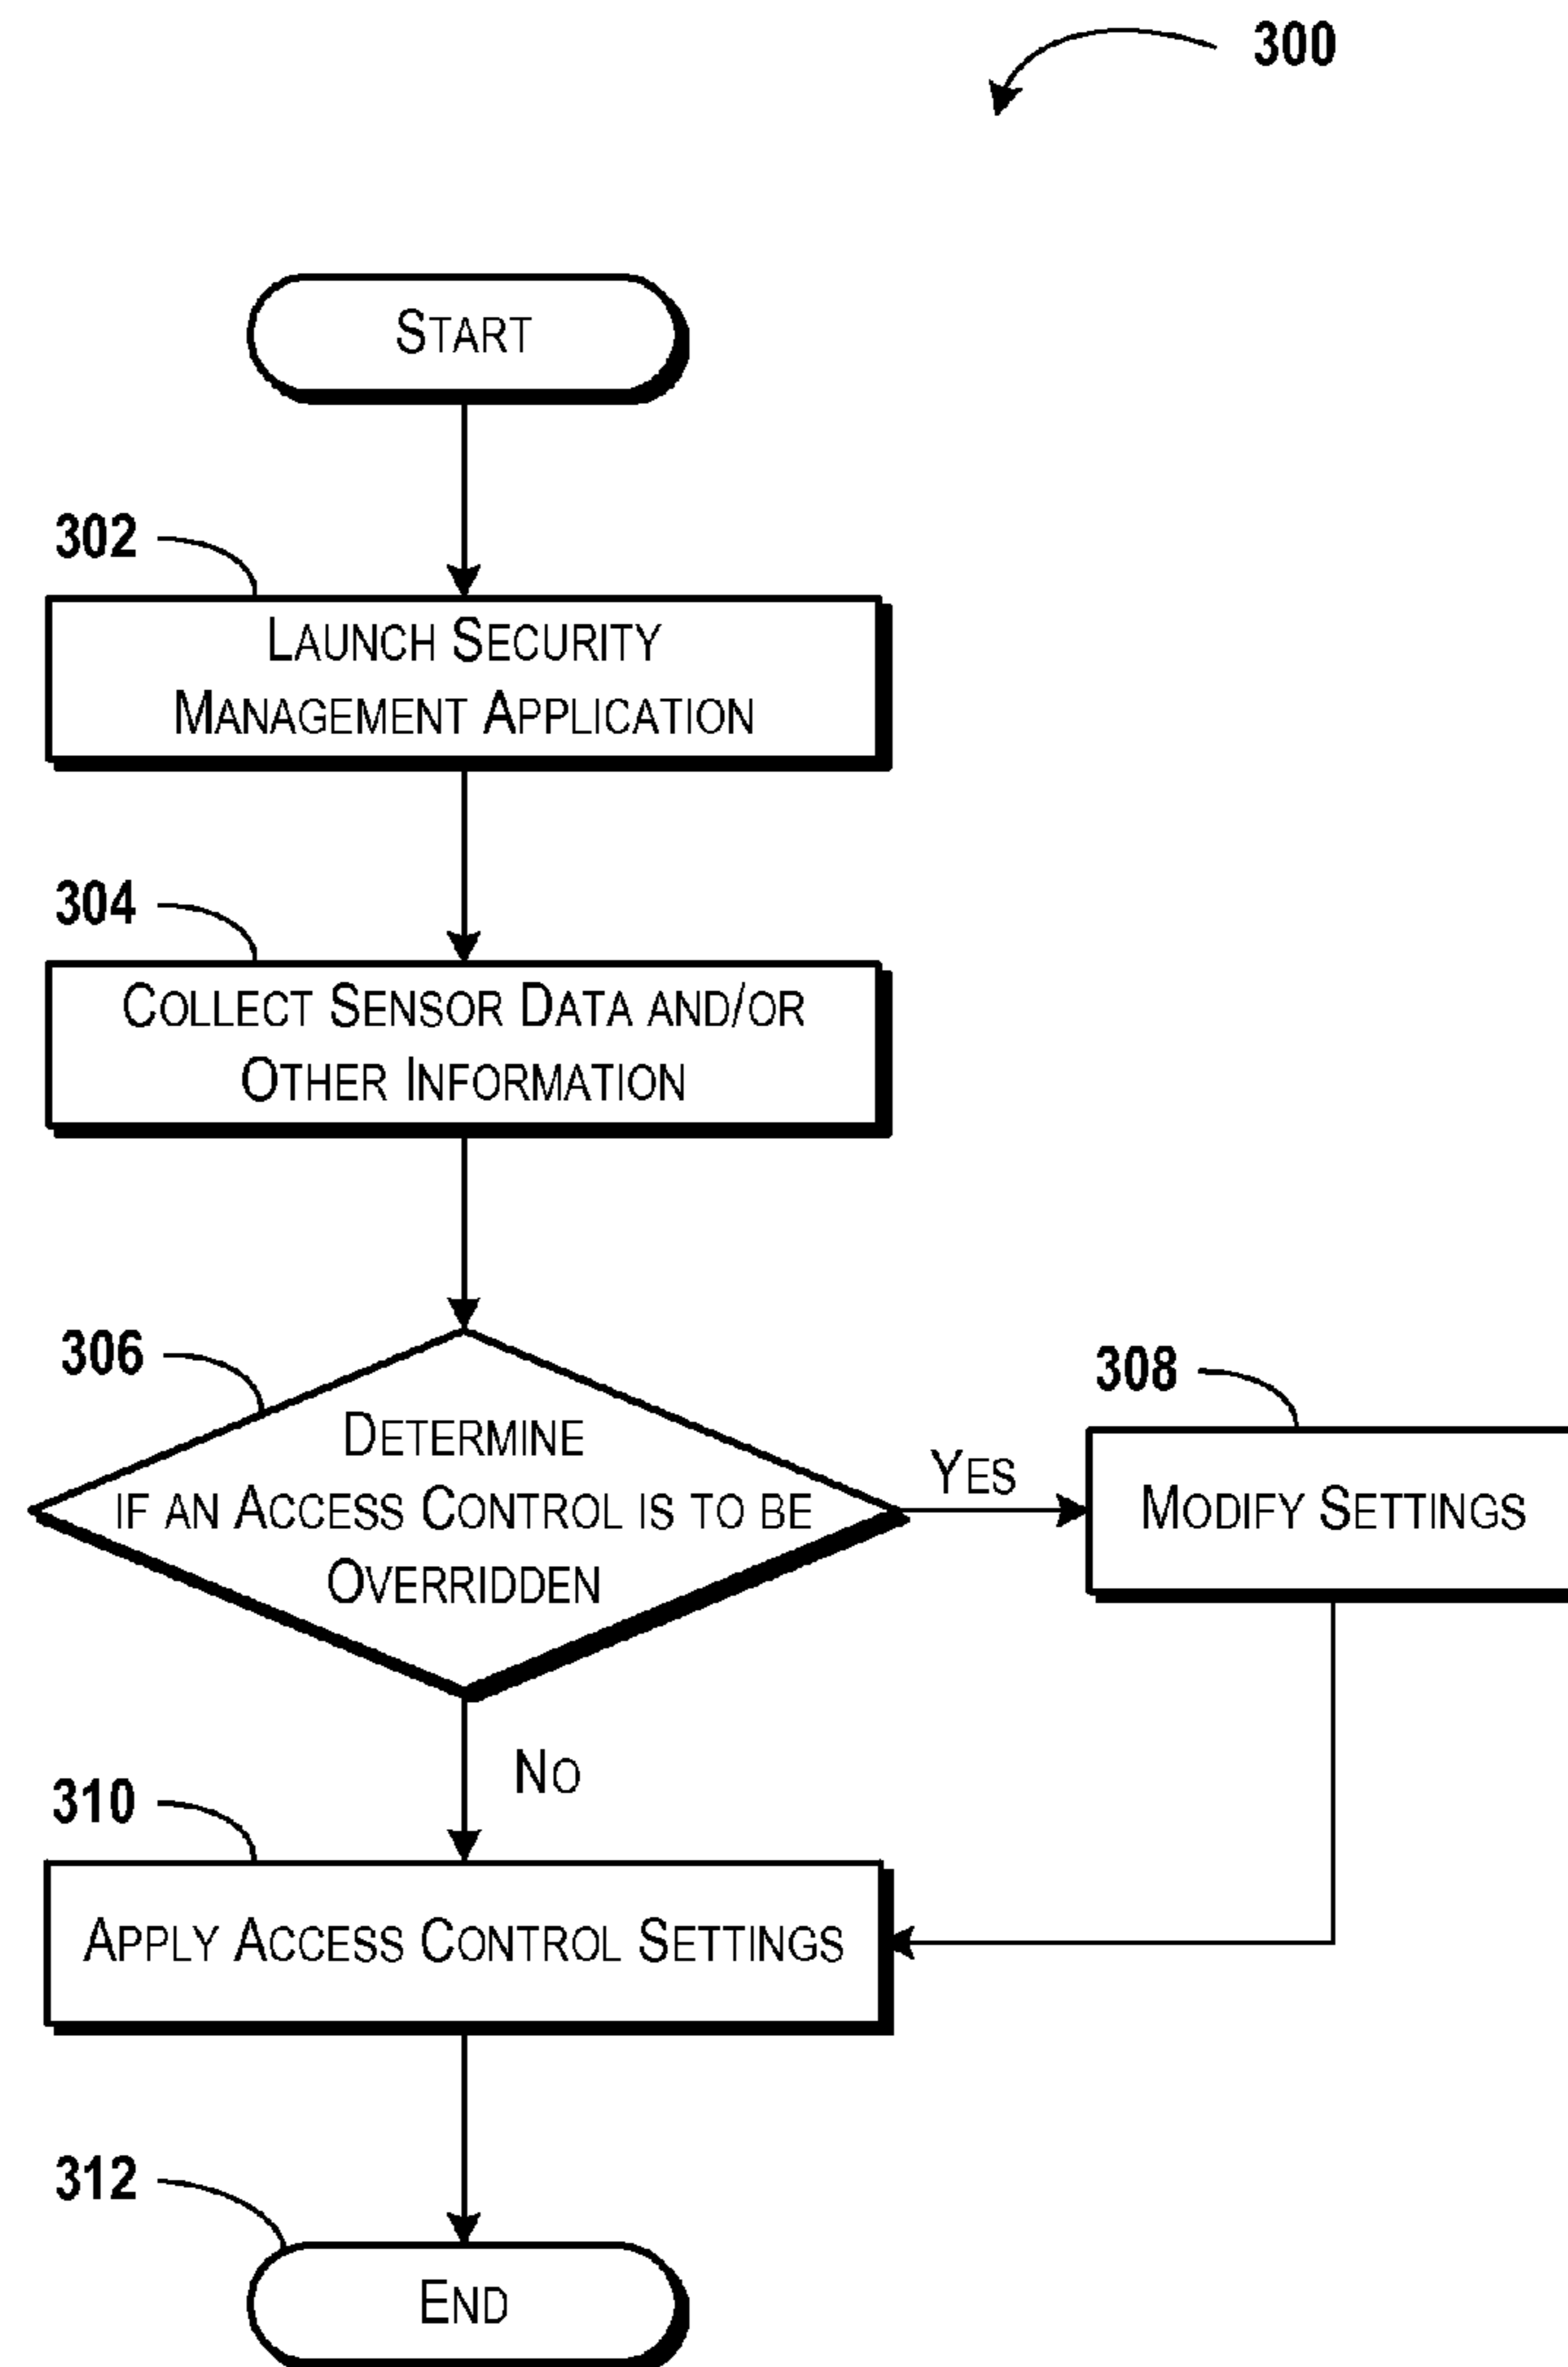 300
START
302
LAUNCH SECURITY
MANAGEMENT APPLICATION
304
COLLECT SENSOR DATA AND/OR
OTHER INFORMATION
306
DETERMINE
IF AN ACCESS CONTROL IS TO BE
OVERRIDDEN
YES
308
MODIFY SETTINGS
NO
310
APPLY ACCESS CONTROL SETTINGS
312
END